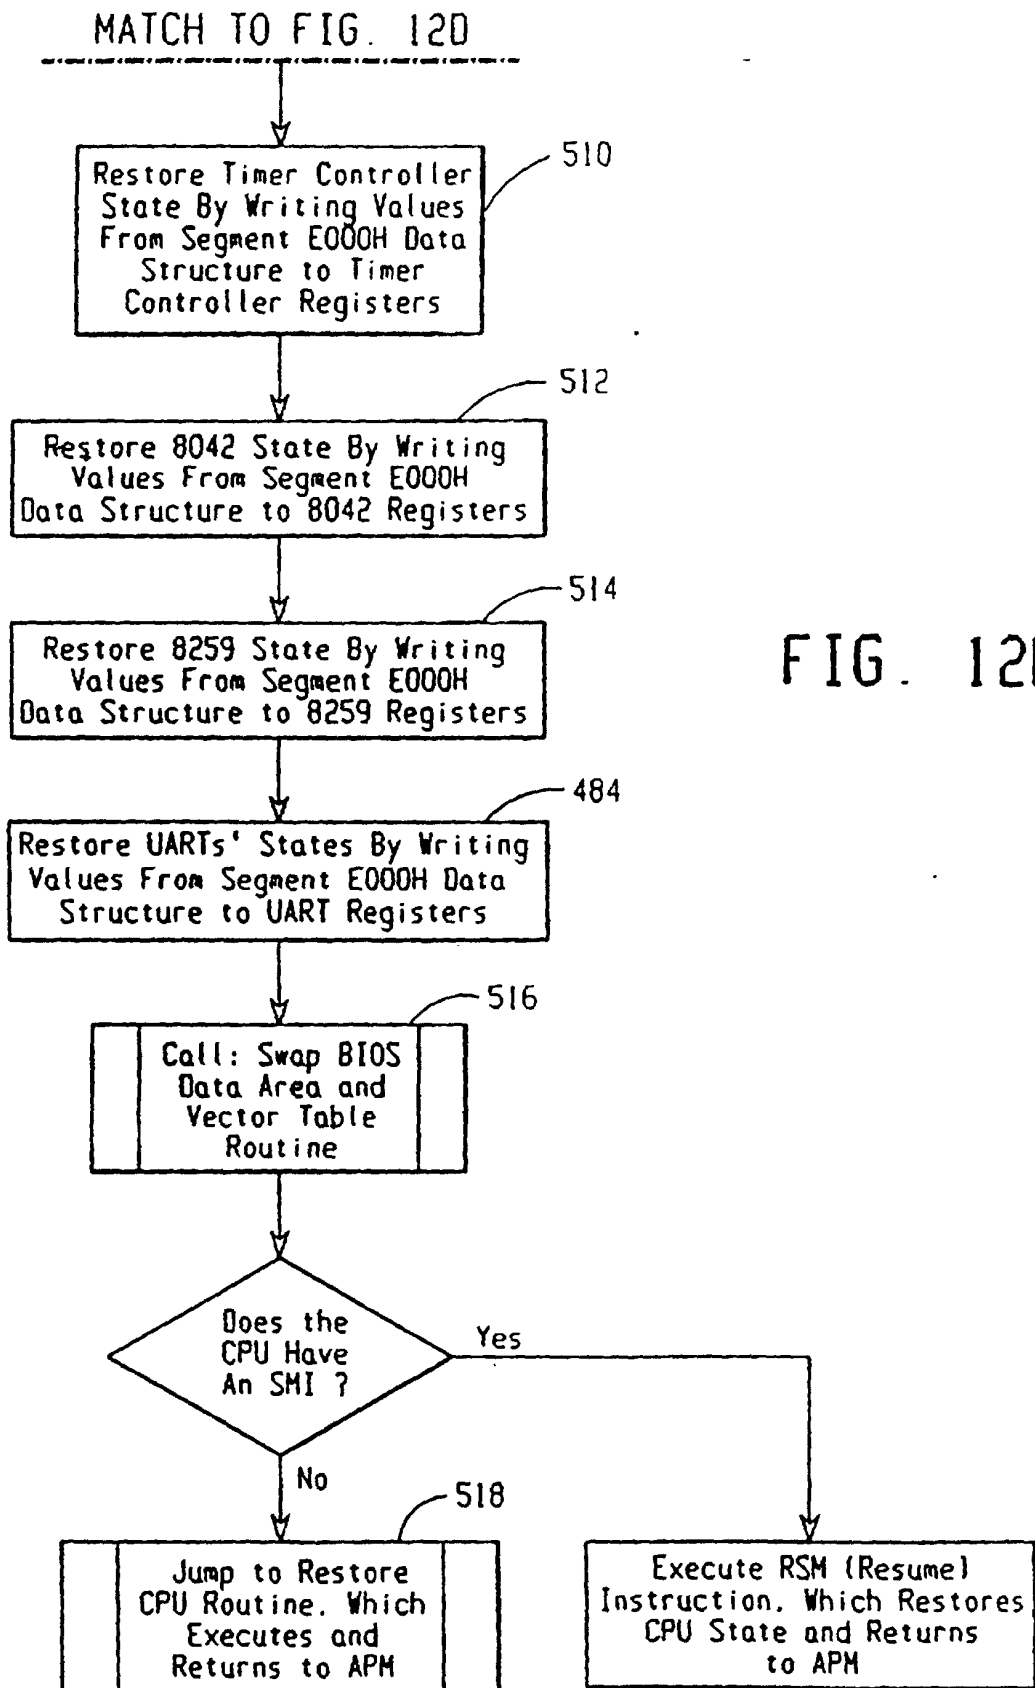 MATCH TO FIG. 12D
510
Restore Timer Controller
State By Writing Values
From Segment E000H Data
Structure to Timer
Controller Registers
512
Restore 8042 State By Writing
Values From Segment E000H
Data Structure to 8042 Registers
514
Restore 8259 State By Writing
Values From Segment E000H
Data Structure to 8259 Registers
FIG. 12
484
Restore UARTs' States By Writing
Values From Segment E000H Data
Structure to UART Registers
516
Call: Swap BIOS
Data Area and
Vector Table
Routine
Does the
CPU Have
An SMI ?
Yes
No
518
Jump to Restore
CPU Routine. Which
Executes and
Returns to APM
Execute RSM (Resume)
Instruction. Which Restores
CPU State and Returns
to APM